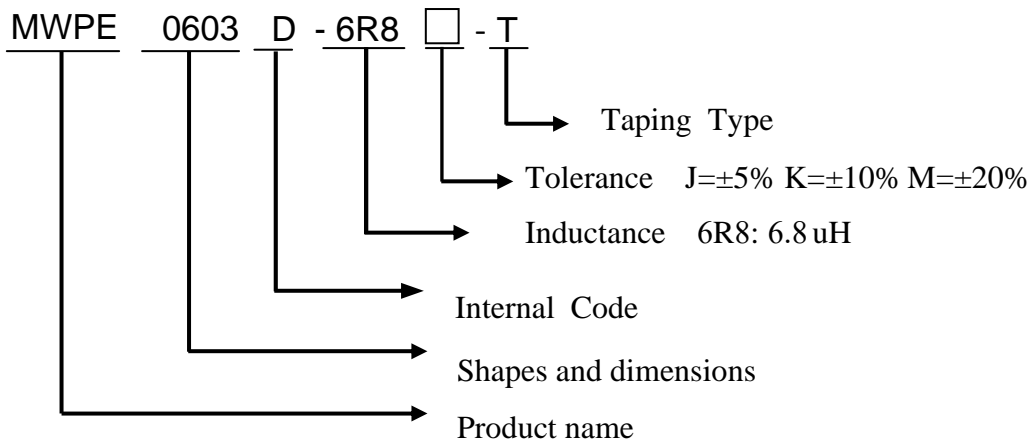 MWPE 0603 D - 6R8 □ - T
Taping Type
Tolerance J=±5% K=±10% M=±20%
Inductance 6R8: 6.8 uH
Internal Code
Shapes and dimensions
Product name